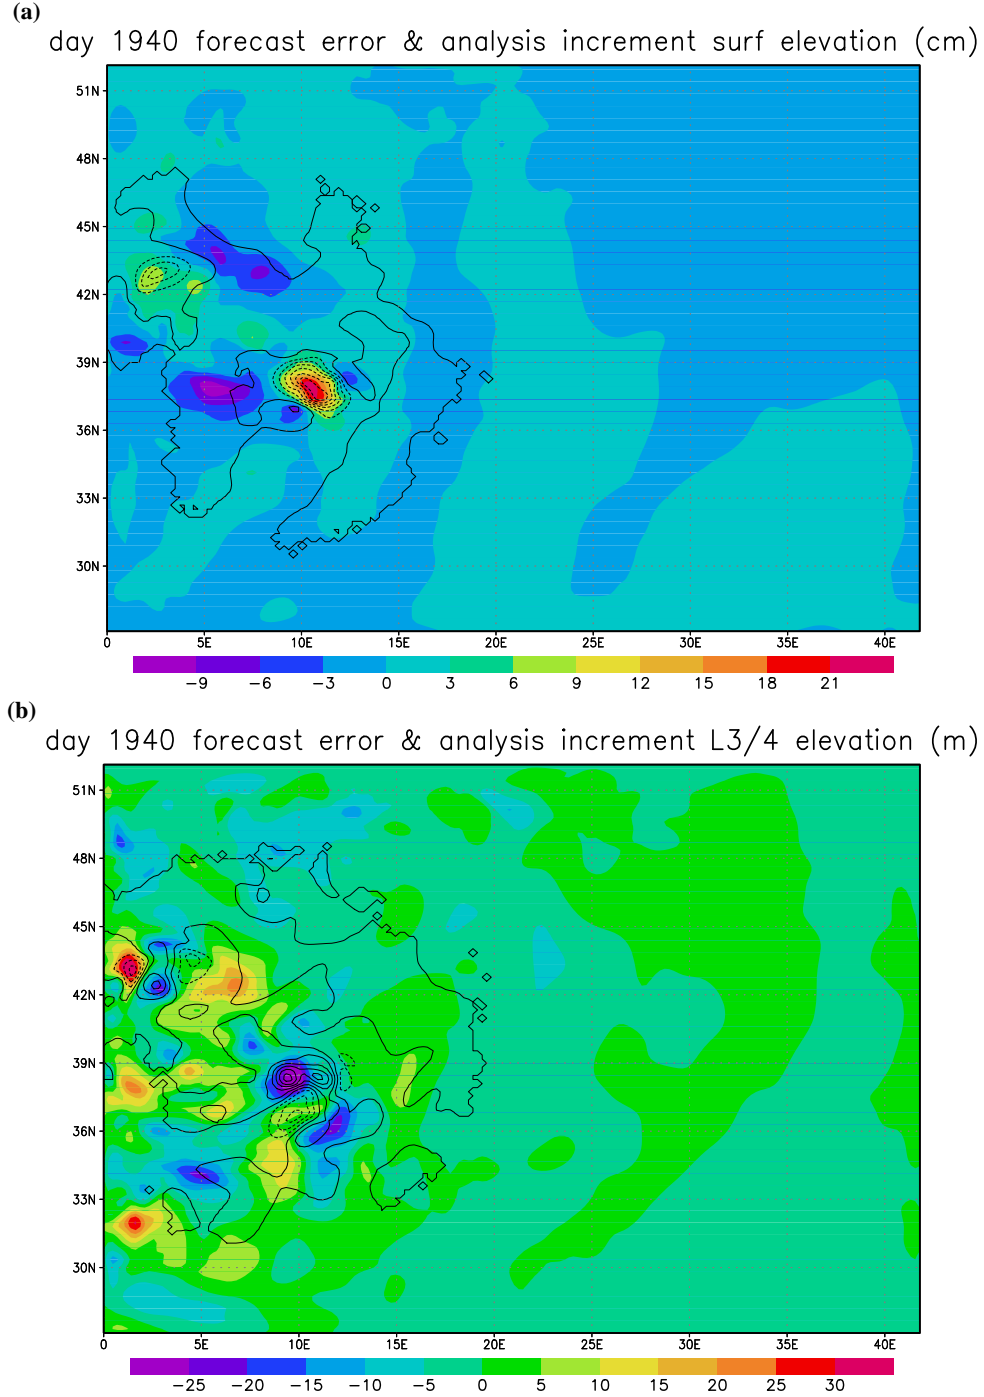 (a)
day 1940 forecast error & analysis increment surf elevation (cm)
51N
48N
45N
42N
39N
36N
33N
30N
0 5E 10E 15E 20E 25E 30E 35E 40E
−9 −6 −3 0 3 6 9 12 15 18 21
(b)
day 1940 forecast error & analysis increment L3/4 elevation (m)
51N
48N
45N
42N
39N
36N
33N
30N
0 5E 10E 15E 20E 25E 30E 35E 40E
−25 −20 −15 −10 −5 0 5 10 15 20 25 30